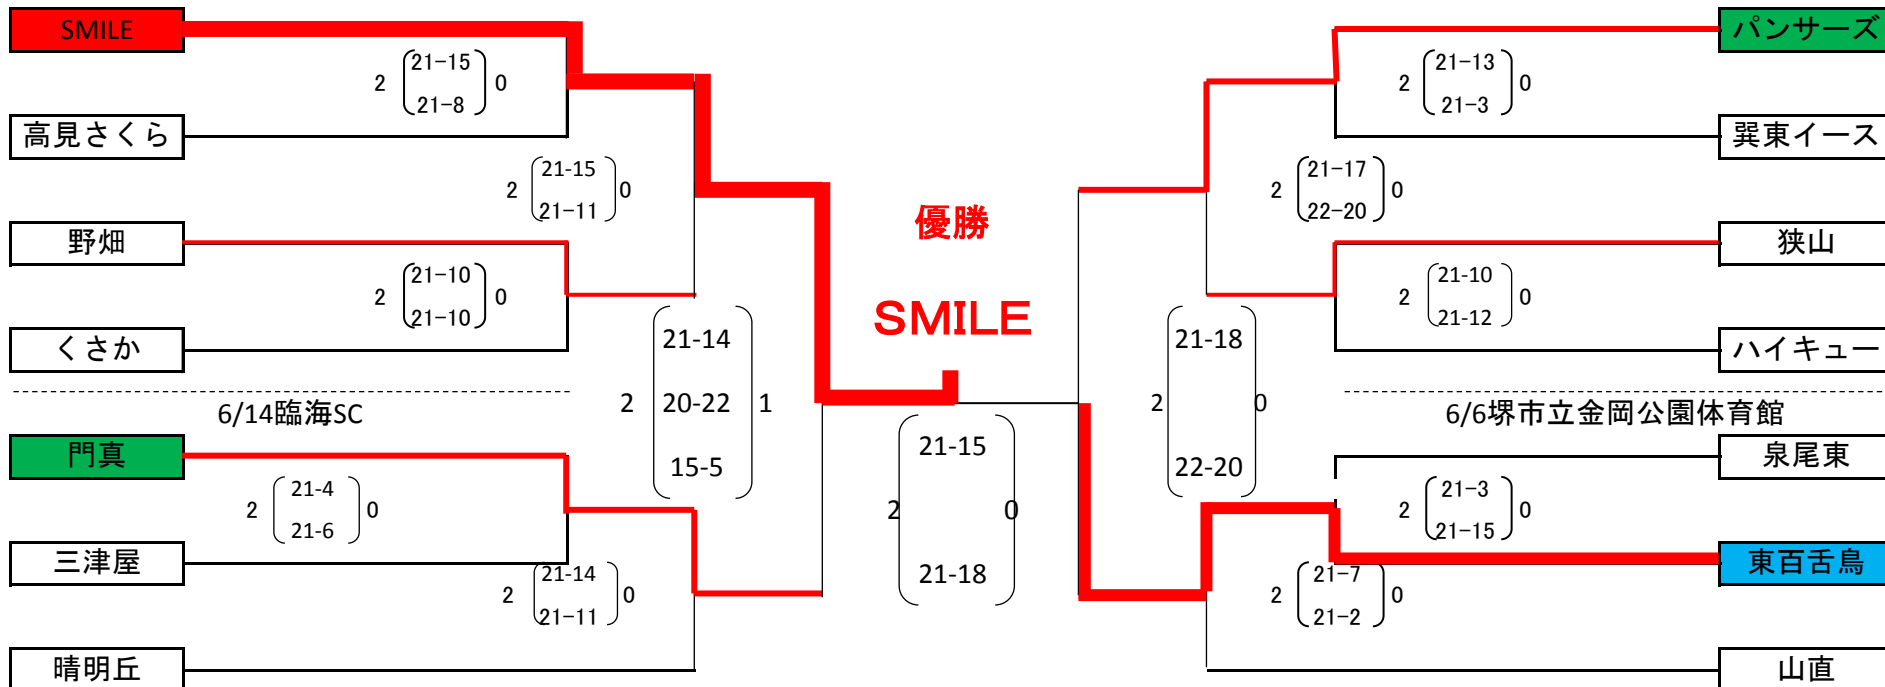 SMILE
パンサーズ
2 21-15 0
21-8
2 21-13 0
21-3
高見さくら
巽東イース
2 21-15 0
21-11
2 21-17 0
22-20
優勝
野畑
狭山
2 21-10 0
21-10
2 21-10 0
21-12
SMILE
くさか
ハイキュー
21-14
2 20-22 1
15-5
21-18
2 0
22-20
6/14臨海SC
6/6堺市立金岡公園体育館
門真
泉尾東
21-15
2 0
21-18
2 21-4 0
21-6
2 21-3 0
21-15
三津屋
東百舌鳥
2 21-14 0
21-11
2 21-7 0
21-2
晴明丘
山直